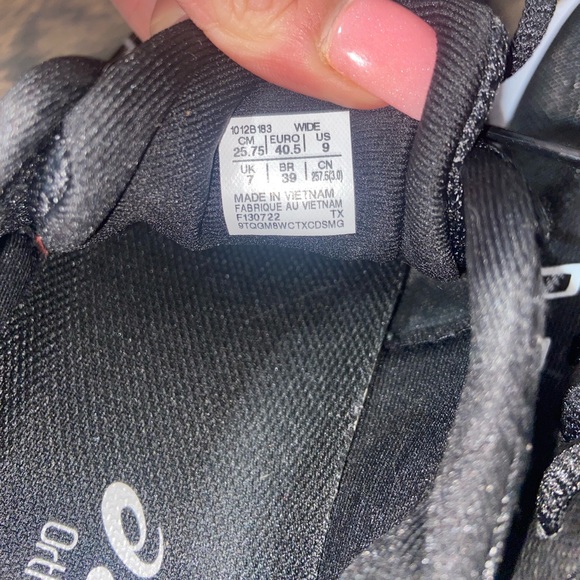 1012B183 WIDE
CM EURO US
25.75 40.5 9
UK BR CN
7 39 257.5(3.0)
MADE IN VIETNAM
FABRIQUE AU VIETNAM
F130722 TX
9TQGM8WCTXCDSMG
Orth